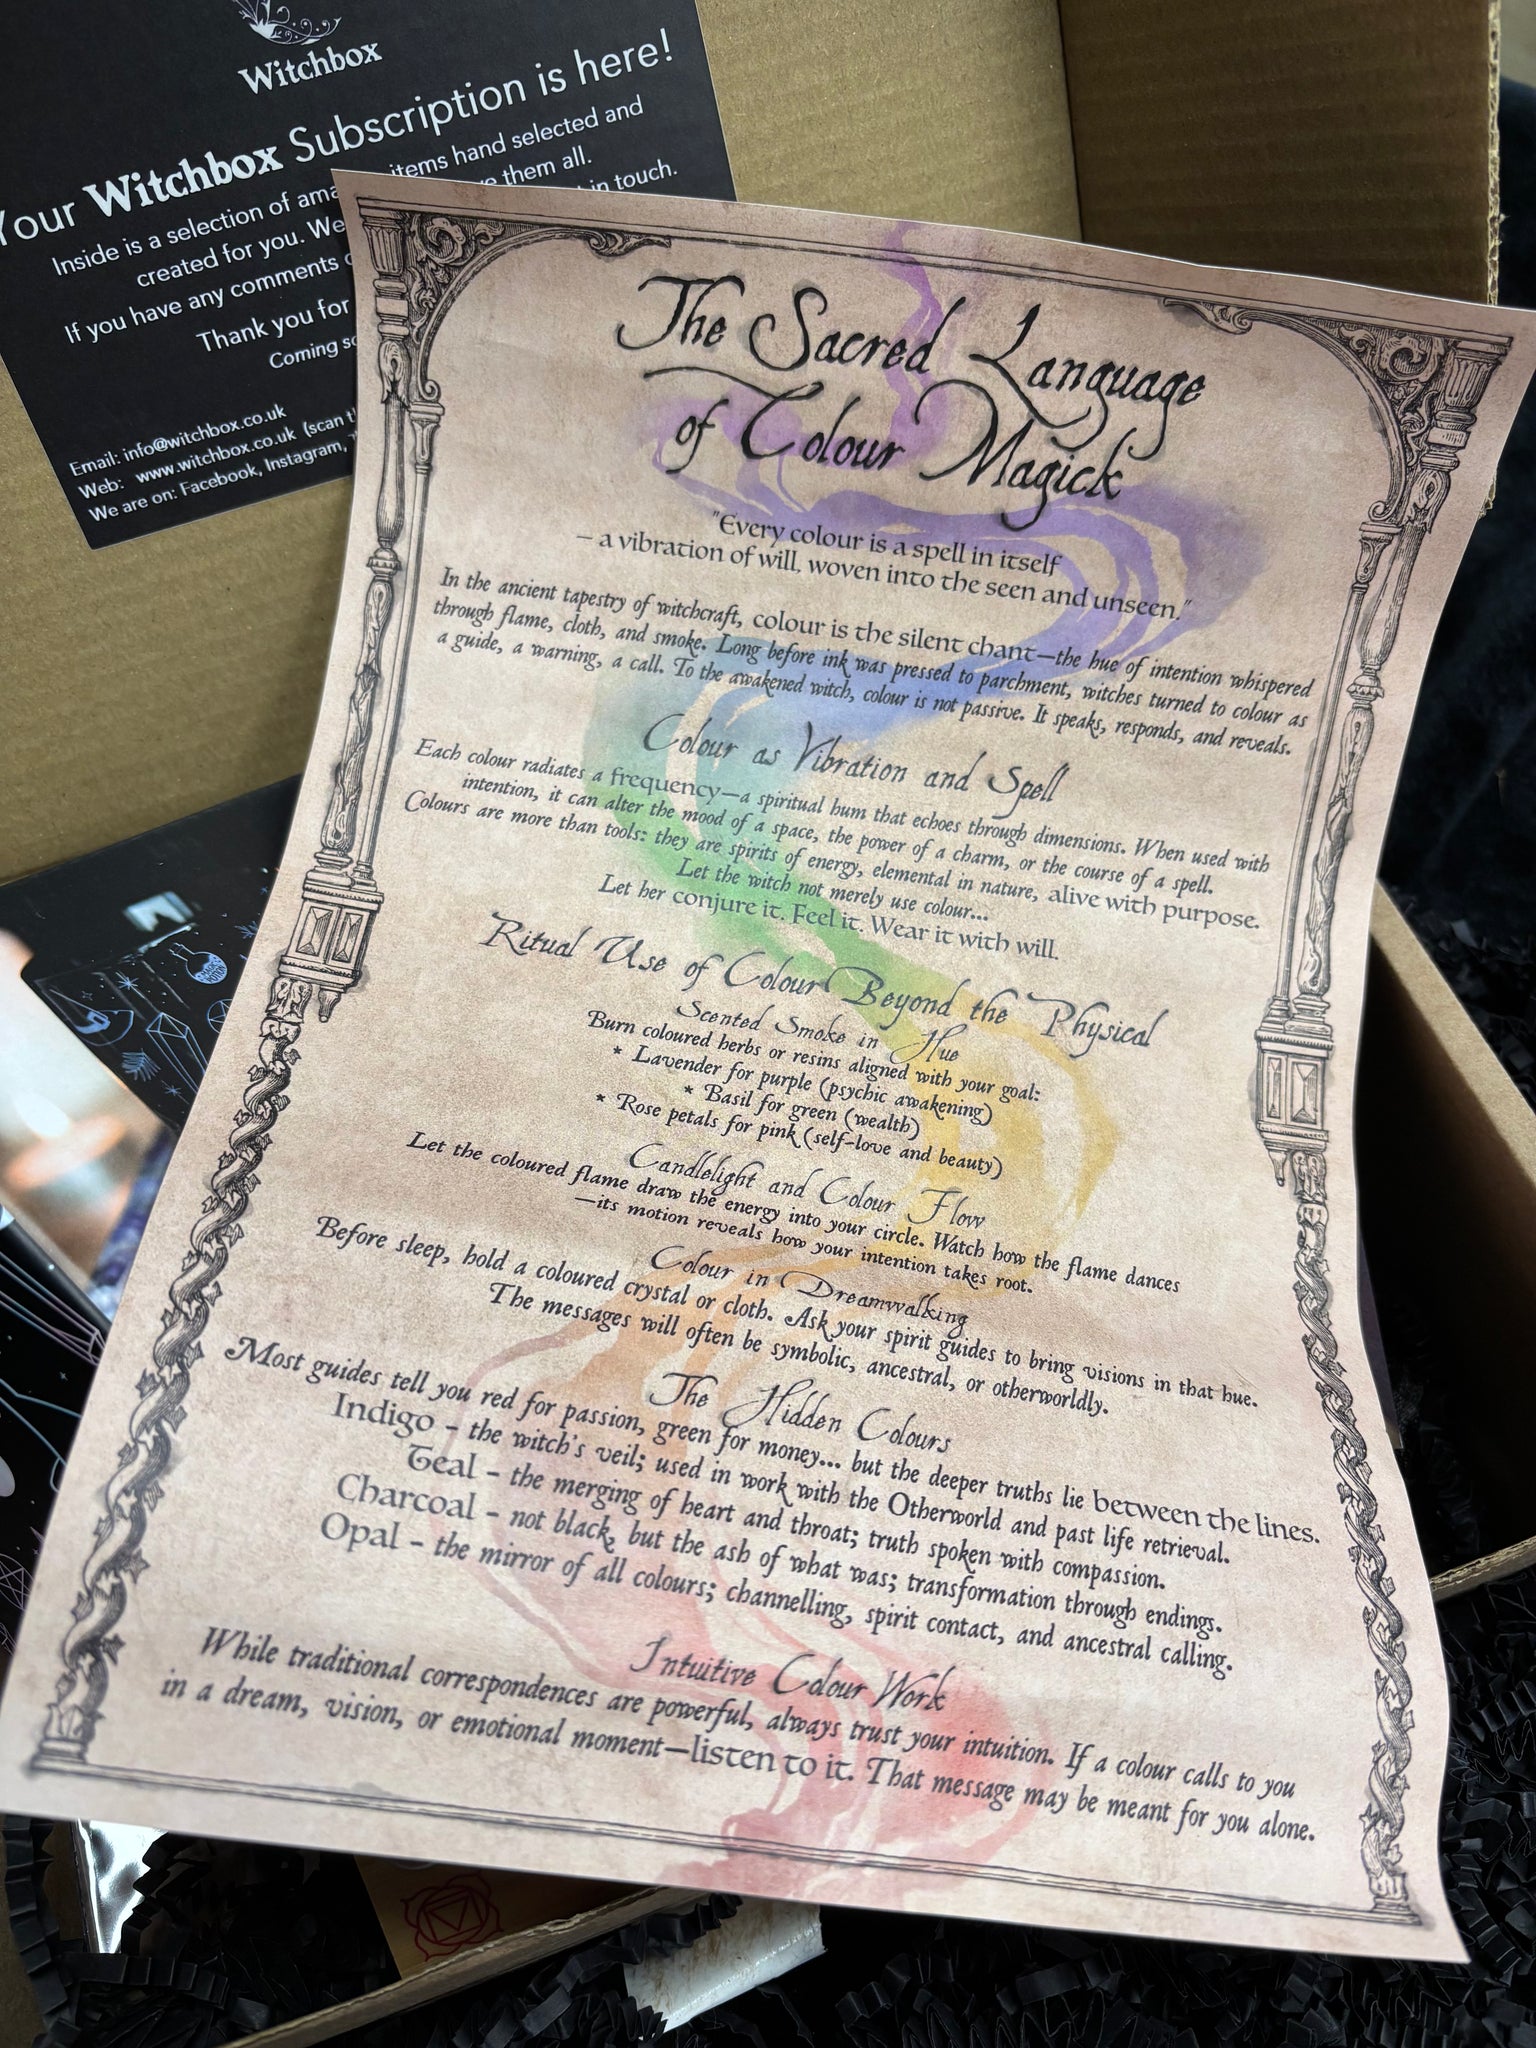 Witchbox
Your Witchbox Subscription is here!
Inside is a selection of items hand selected and
created for you. We them all.
If you have any comments in touch.
Thank you for
Coming
Email: info@witchbox.co.uk
Web: www.witchbox.co.uk (scan
We are on: Facebook, Instagram,
The Sacred Language
of Colour Magick
"Every colour is a spell in itself
– a vibration of will, woven into the seen and unseen."
In the ancient tapestry of witchcraft, colour is the silent chant—the hue of intention whispered
through flame, cloth, and smoke. Long before ink was pressed to parchment, witches turned to colour as
a guide, a warning, a call. To the awakened witch, colour is not passive. It speaks, responds, and reveals.
Colour as Vibration and Spell
Each colour radiates a frequency—a spiritual hum that echoes through dimensions. When used with
intention, it can alter the mood of a space, the power of a charm, or the course of a spell.
Colours are more than tools: they are spirits of energy, elemental in nature, alive with purpose.
Let the witch not merely use colour...
Let her conjure it. Feel it. Wear it with will.
Ritual Use of Colour Beyond the Physical
Scented Smoke in Hue
Burn coloured herbs or resins aligned with your goal:
* Lavender for purple (psychic awakening)
* Basil for green (wealth)
* Rose petals for pink (self-love and beauty)
Candlelight and Colour Flow
Let the coloured flame draw the energy into your circle. Watch how the flame dances
—its motion reveals how your intention takes root.
Colour in Dreamwalking
Before sleep, hold a coloured crystal or cloth. Ask your spirit guides to bring visions in that hue.
The messages will often be symbolic, ancestral, or otherworldly.
The Hidden Colours
Most guides tell you red for passion, green for money... but the deeper truths lie between the lines.
Indigo - the witch's veil; used in work with the Otherworld and past life retrieval.
Teal - the merging of heart and throat; truth spoken with compassion.
Charcoal - not black, but the ash of what was; transformation through endings.
Opal - the mirror of all colours; channelling, spirit contact, and ancestral calling.
Intuitive Colour Work
While traditional correspondences are powerful, always trust your intuition. If a colour calls to you
in a dream, vision, or emotional moment—listen to it. That message may be meant for you alone.